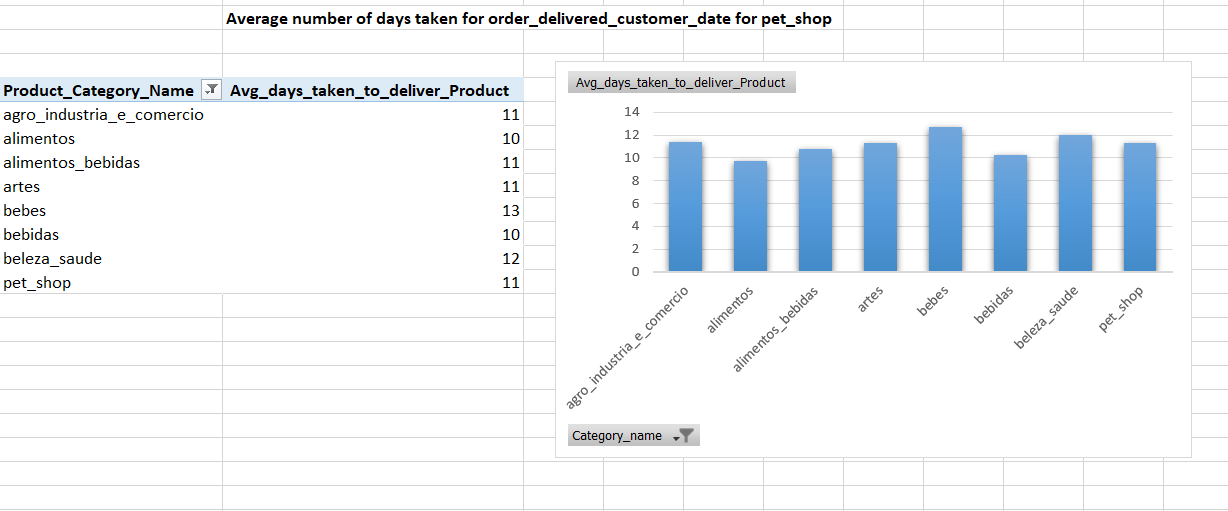 Average number of days taken for order_delivered_customer_date for pet_shop
Product_Category_Name Avg_days_taken_to_deliver_Product
agro_industria_e_comercio 11
alimentos 10
alimentos_bebidas 11
artes 11
bebes 13
bebidas 10
beleza_saude 12
pet_shop 11
Avg_days_taken_to_deliver_Product
14
12
10
8
6
4
2
0
agro_industria_e_comercio
alimentos
alimentos_bebidas
artes
bebes
bebidas
beleza_saude
pet_shop
Category_name